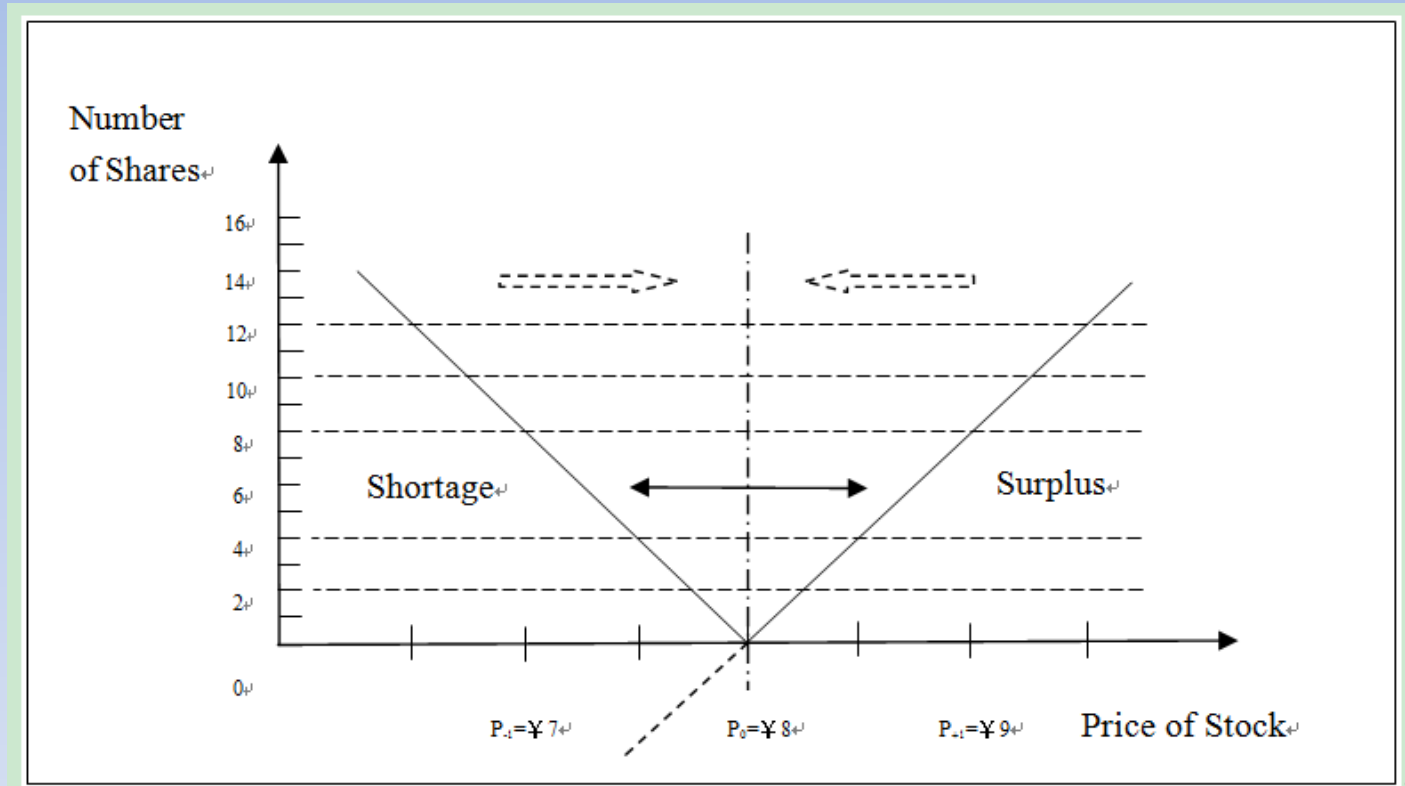 Number
of Shares↵
16↵
14↵
12↵
10↵
8↵
Shortage↵
Surplus↵
6↵
4↵
2↵
0↵
P₋₁=¥ 7↵
P₀=¥ 8↵
P₊₁=¥ 9↵
Price of Stock↵